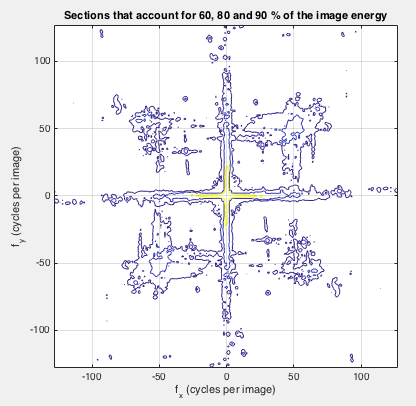 Sections that account for 60, 80 and 90 % of the image energy
100
50
0
-50
-100
f_y (cycles per image)
-100 -50 0 50 100
f_x (cycles per image)